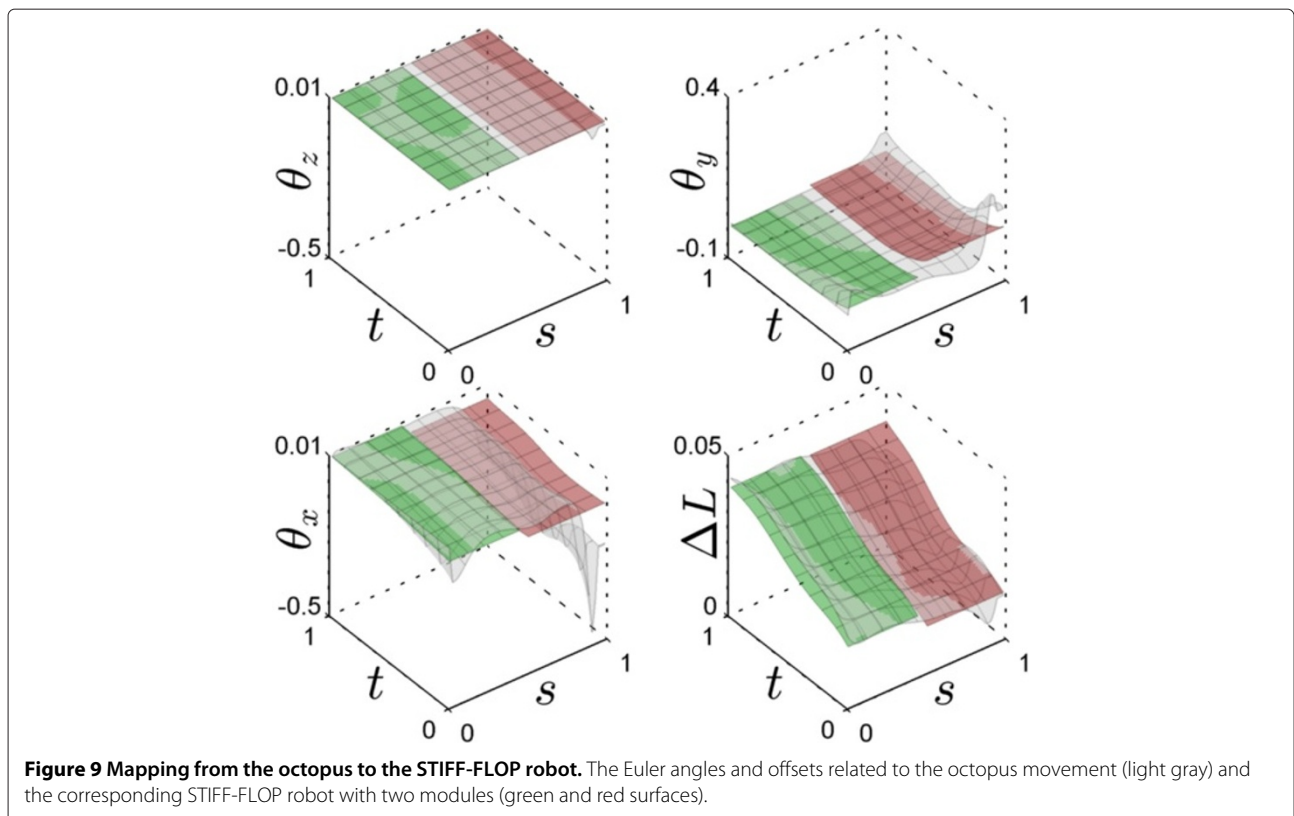 0.01
θz
-0.5
1
t
0 0
s
1
0.4
θy
-0.1
1
t
0 0
s
1
0.01
θx
-0.5
1
t
0 0
s
1
0.05
ΔL
0
1
t
0 0
s
1
Figure 9 Mapping from the octopus to the STIFF-FLOP robot. The Euler angles and offsets related to the octopus movement (light gray) and
the corresponding STIFF-FLOP robot with two modules (green and red surfaces).